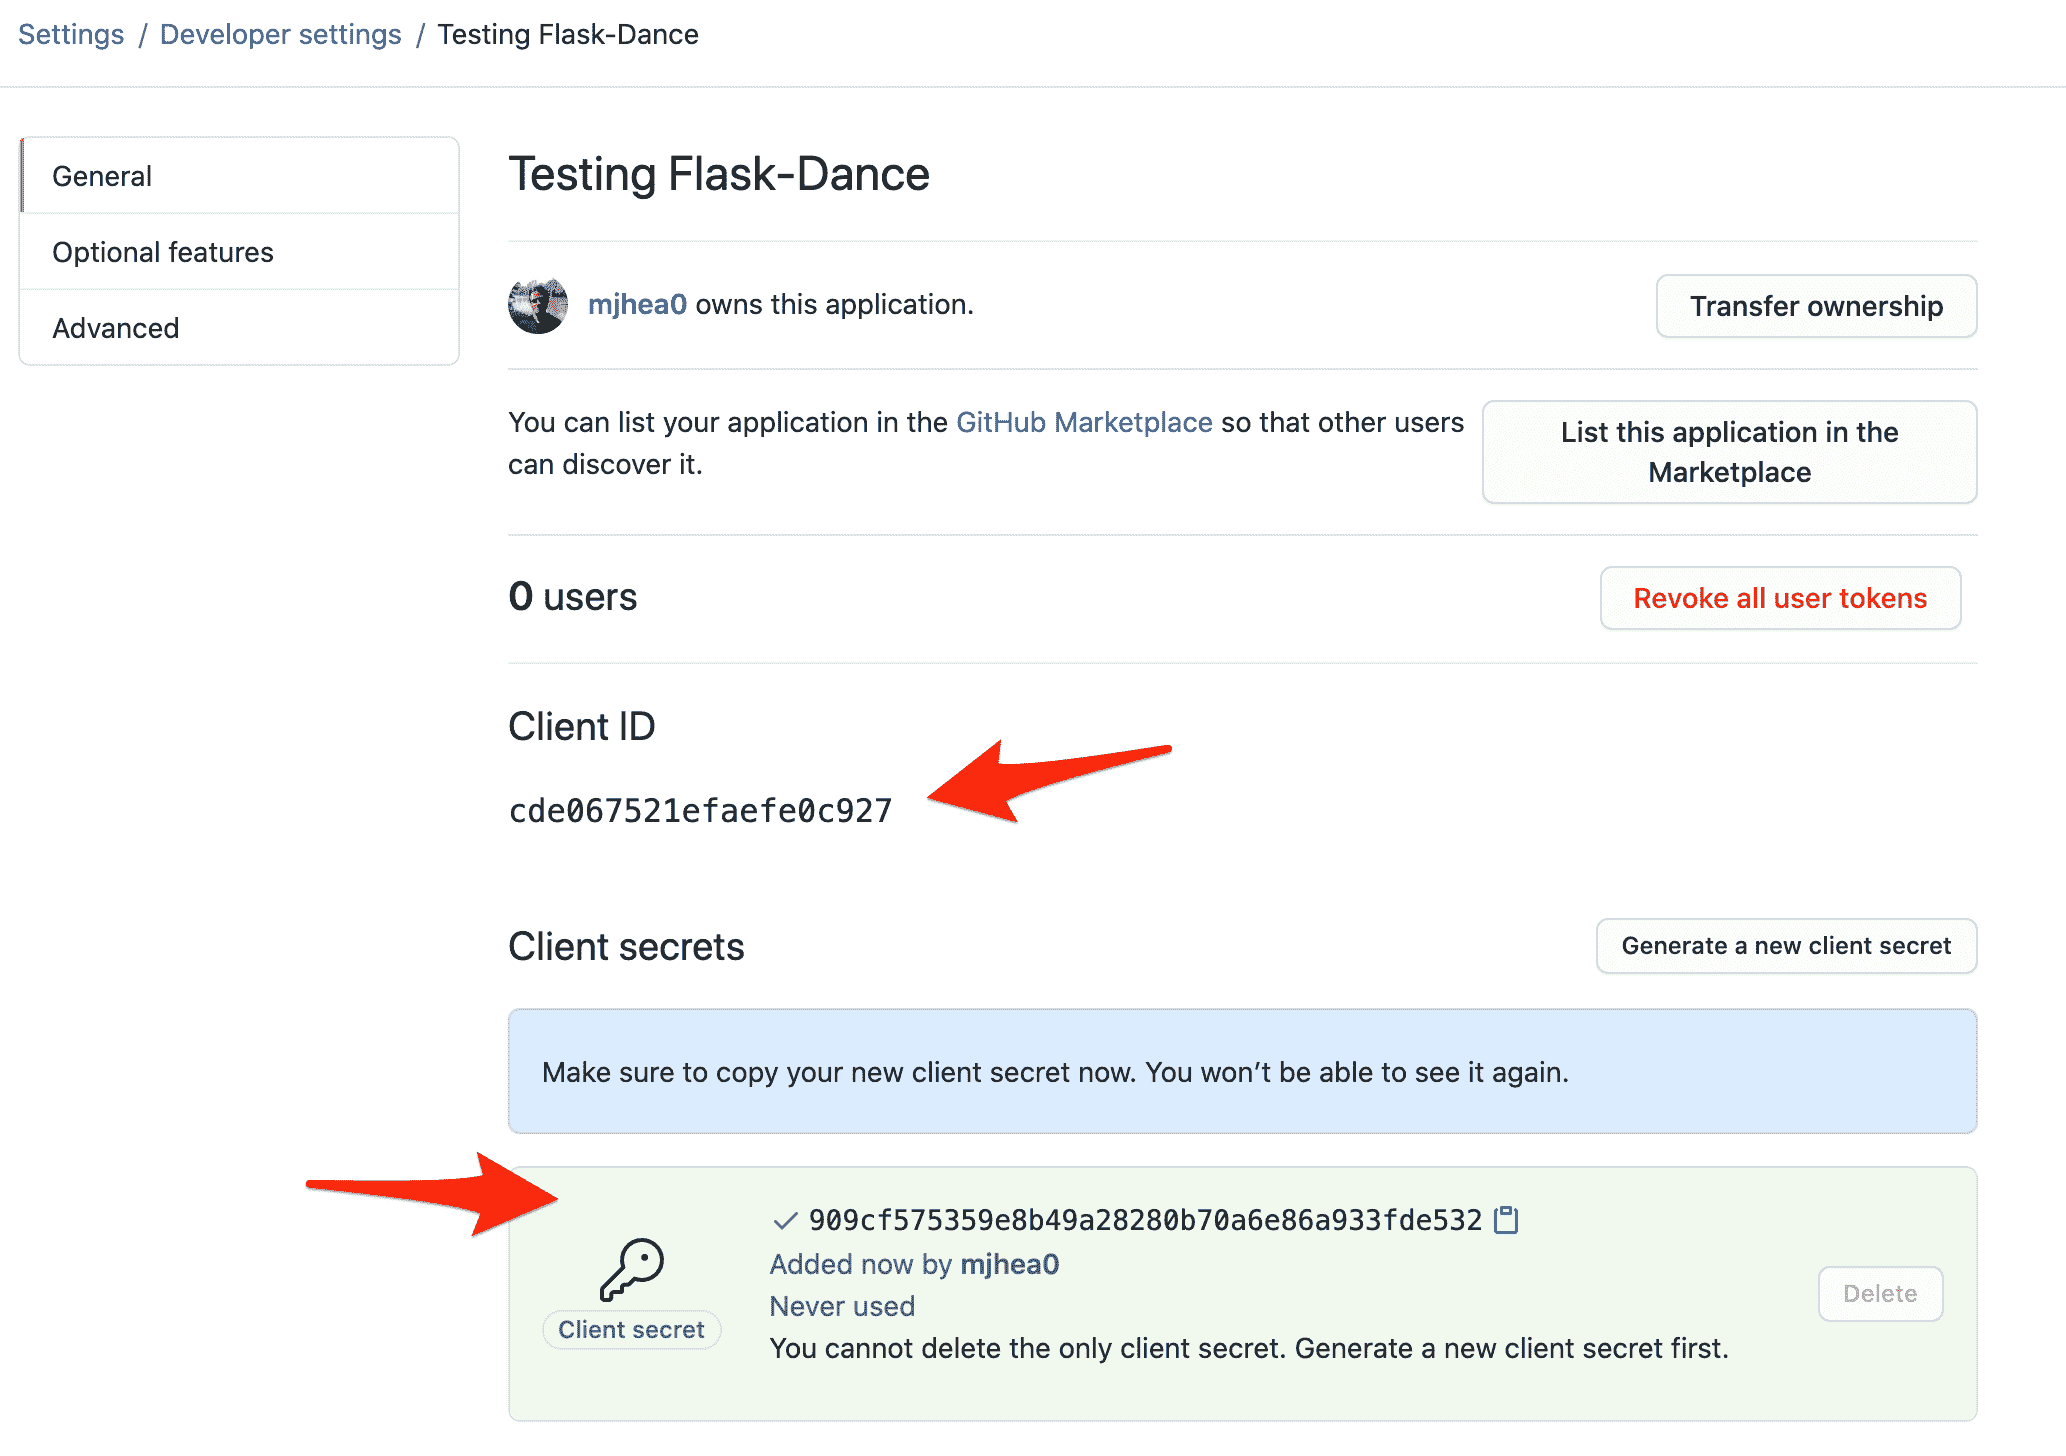 Settings / Developer settings / Testing Flask-Dance
General
Optional features
Advanced
Testing Flask-Dance
mjhea0 owns this application.
Transfer ownership
You can list your application in the GitHub Marketplace so that other users
can discover it.
List this application in the
Marketplace
0 users
Revoke all user tokens
Client ID
cde067521efaefe0c927
Client secrets
Generate a new client secret
Make sure to copy your new client secret now. You won’t be able to see it again.
909cf575359e8b49a28280b70a6e86a933fde532
Added now by mjhea0
Never used
You cannot delete the only client secret. Generate a new client secret first.
Client secret
Delete